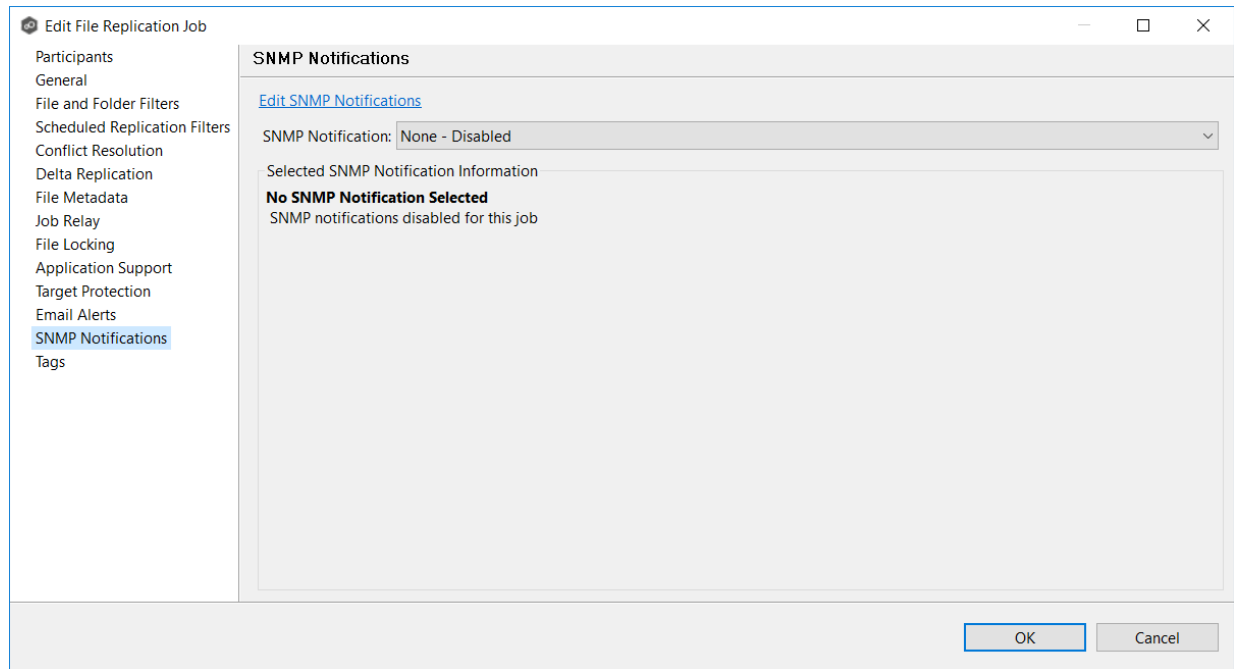 Edit File Replication Job
Participants
General
File and Folder Filters
Scheduled Replication Filters
Conflict Resolution
Delta Replication
File Metadata
Job Relay
File Locking
Application Support
Target Protection
Email Alerts
SNMP Notifications
Tags
SNMP Notifications
Edit SNMP Notifications
SNMP Notification: None - Disabled
Selected SNMP Notification Information
No SNMP Notification Selected
SNMP notifications disabled for this job
OK Cancel